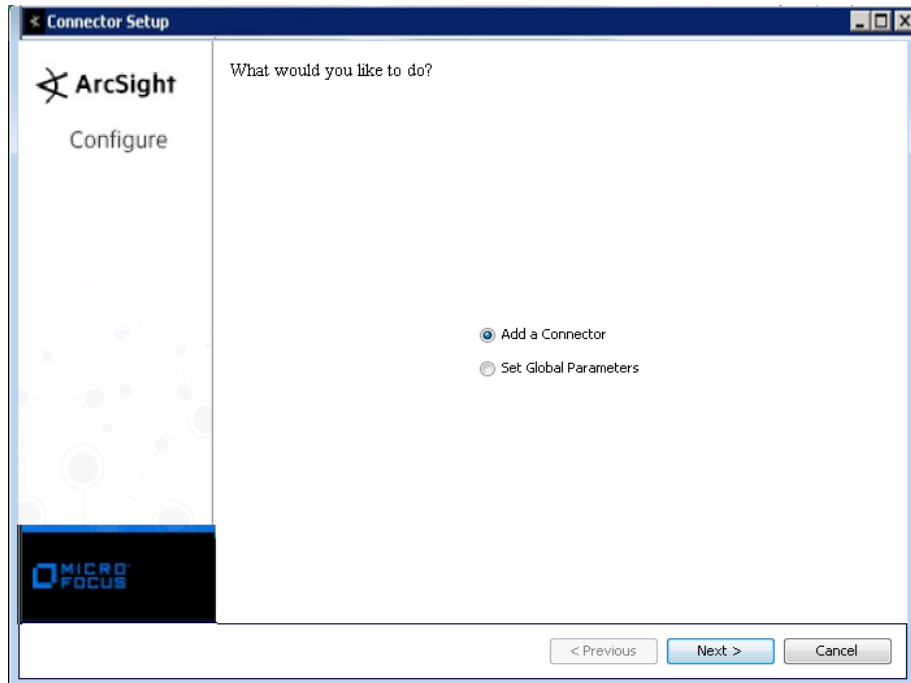 Connector Setup
ArcSight
Configure
What would you like to do?
Add a Connector
Set Global Parameters
MICRO
FOCUS
< Previous
Next >
Cancel